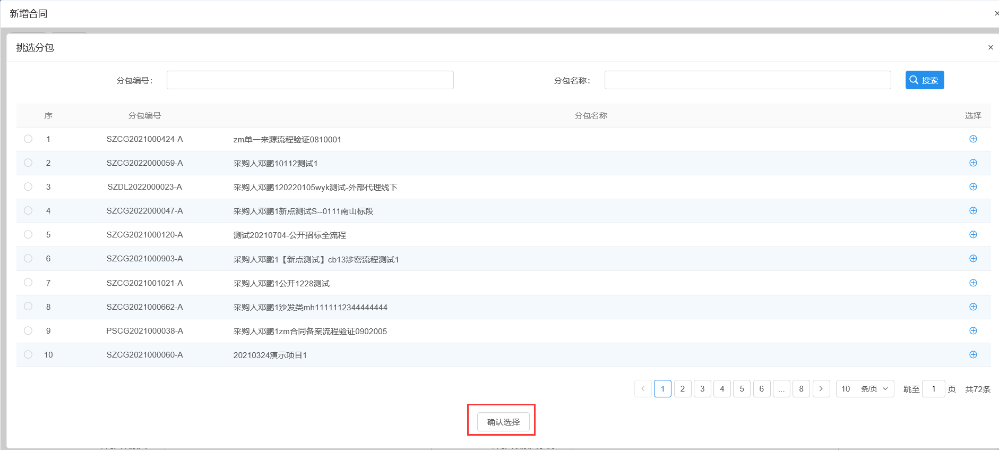 新增合同
×
挑选分包
×
分包编号：
分包名称：
搜索
序 分包编号 分包名称 选择
1 SZCG2021000424-A zm单一来源流程验证0810001
2 SZCG2022000059-A 采购人邓鹏10112测试1
3 SZDL2022000023-A 采购人邓鹏120220105wyk测试-外部代理线下
4 SZCG2022000047-A 采购人邓鹏1新点测试S--0111南山标段
5 SZCG2021000120-A 测试20210704-公开招标全流程
6 SZCG2021000903-A 采购人邓鹏1【新点测试】cb13涉密流程测试1
7 SZCG2021001021-A 采购人邓鹏1公开1228测试
8 SZCG2021000662-A 采购人邓鹏1沙发类mh1111112344444444
9 PSCG2021000038-A 采购人邓鹏1zm合同备案流程验证0902005
10 SZCG2021000060-A 20210324演示项目1
< 1 2 3 4 5 6 ... 8 > 10 条/页 跳至 1 页 共72条
确认选择